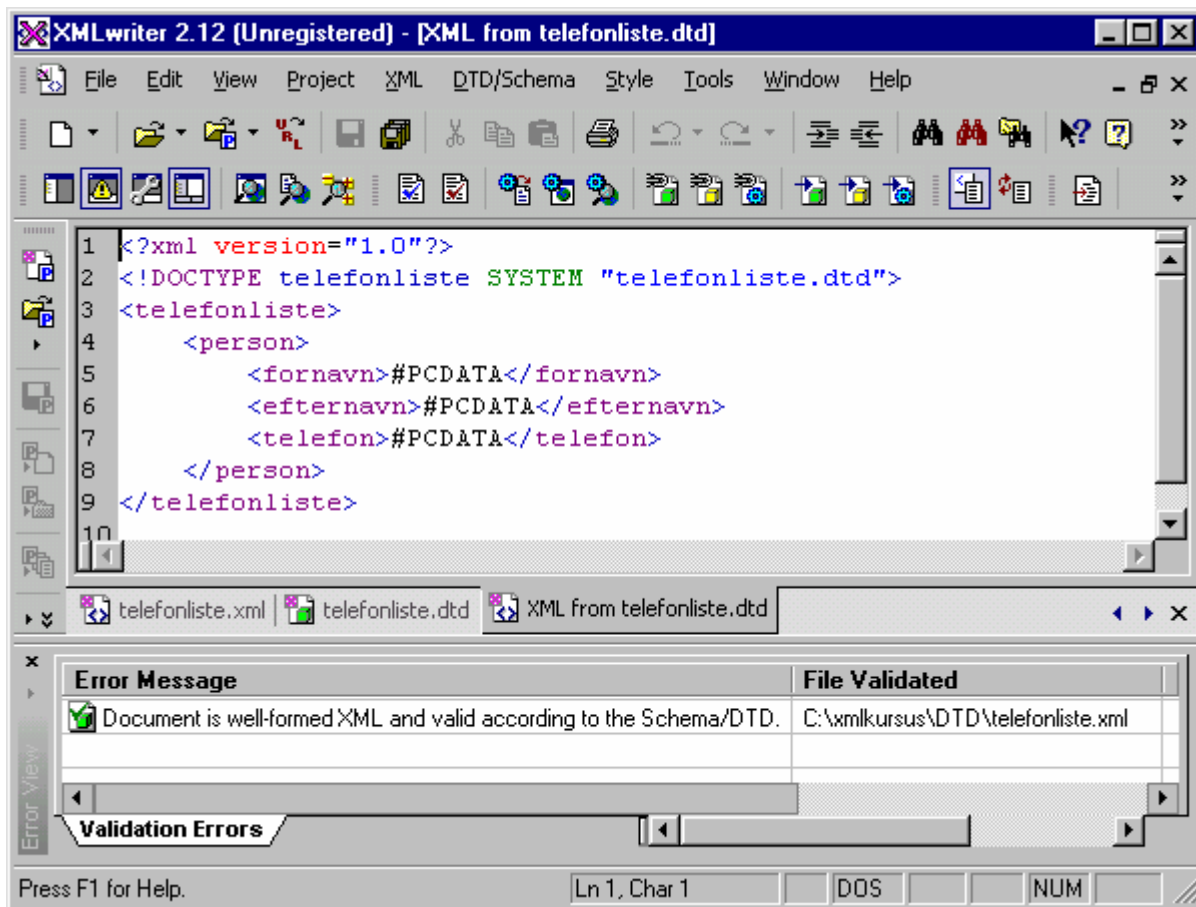 XMLwriter 2.12 (Unregistered) - [XML from telefonliste.dtd]
File Edit View Project XML DTD/Schema Style Tools Window Help
1 <?xml version="1.0"?>
2 <!DOCTYPE telefonliste SYSTEM "telefonliste.dtd">
3 <telefonliste>
4 <person>
5 <fornavn>#PCDATA</fornavn>
6 <efternavn>#PCDATA</efternavn>
7 <telefon>#PCDATA</telefon>
8 </person>
9 </telefonliste>
10
telefonliste.xml telefonliste.dtd XML from telefonliste.dtd
Error Message File Validated
Document is well-formed XML and valid according to the Schema/DTD. C:\xmlkursus\DTD\telefonliste.xml
Error View
Validation Errors
Press F1 for Help. Ln 1, Char 1 DOS NUM